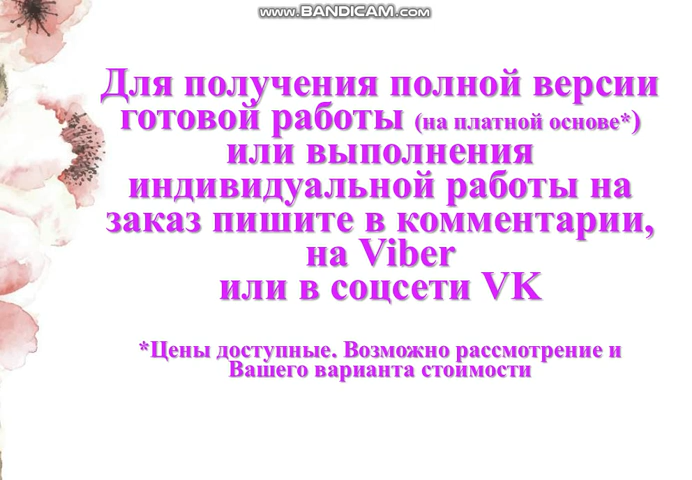 www.BANDICAM.com
Для получения полной версии
готовой работы (на платной основе*)
или выполнения
индивидуальной работы на
заказ пишите в комментарии,
на Viber
или в соцсети VK
*Цены доступные. Возможно рассмотрение и
Вашего варианта стоимости